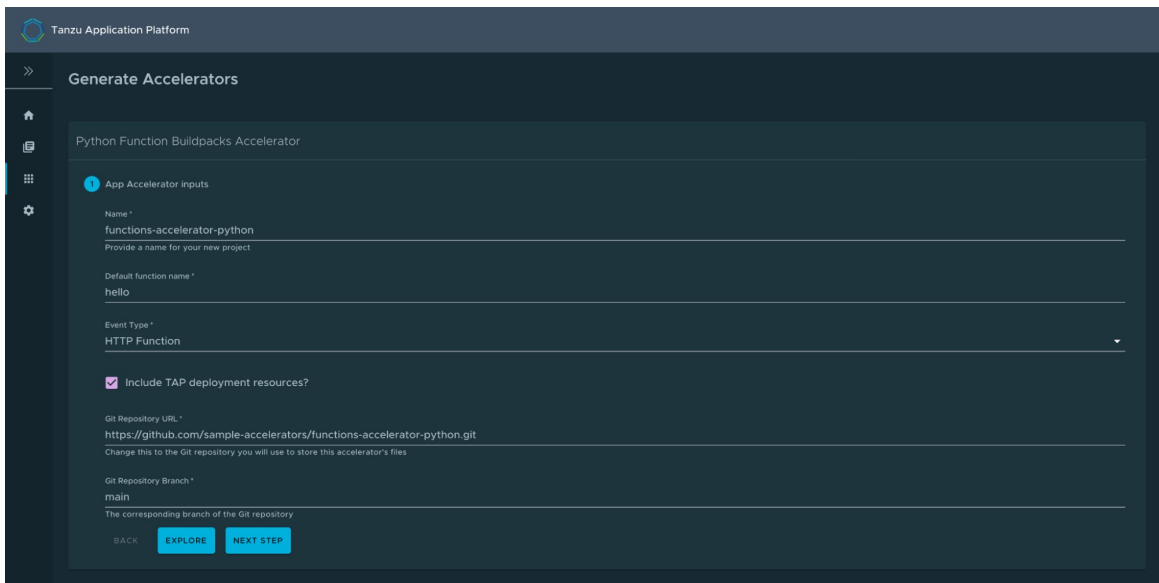 Tanzu Application Platform
Generate Accelerators
Python Function Buildpacks Accelerator
1 App Accelerator inputs
Name *
functions-accelerator-python
Provide a name for your new project
Default function name *
hello
Event Type *
HTTP Function
Include TAP deployment resources?
Git Repository URL *
https://github.com/sample-accelerators/functions-accelerator-python.git
Change this to the Git repository you will use to store this accelerator's files
Git Repository Branch *
main
The corresponding branch of the Git repository
BACK EXPLORE NEXT STEP